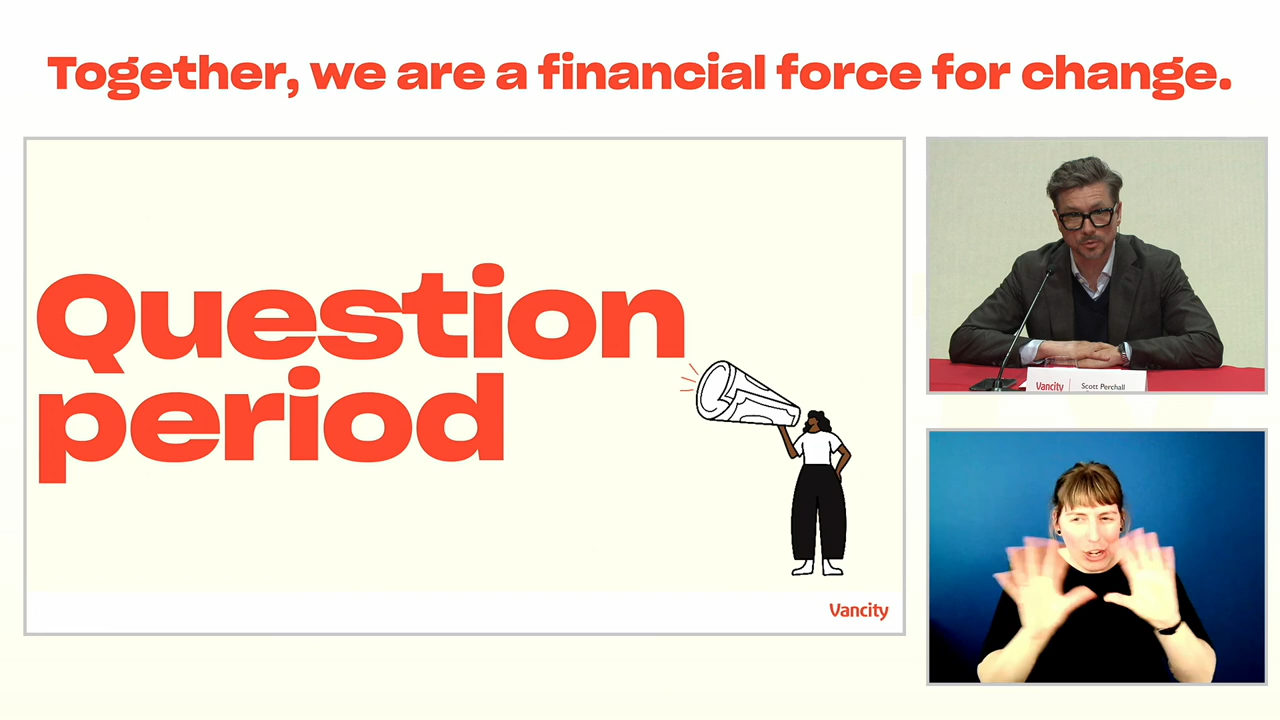 Together, we are a financial force for change.
Question
period
Vancity
Vancity
Scott Perchall